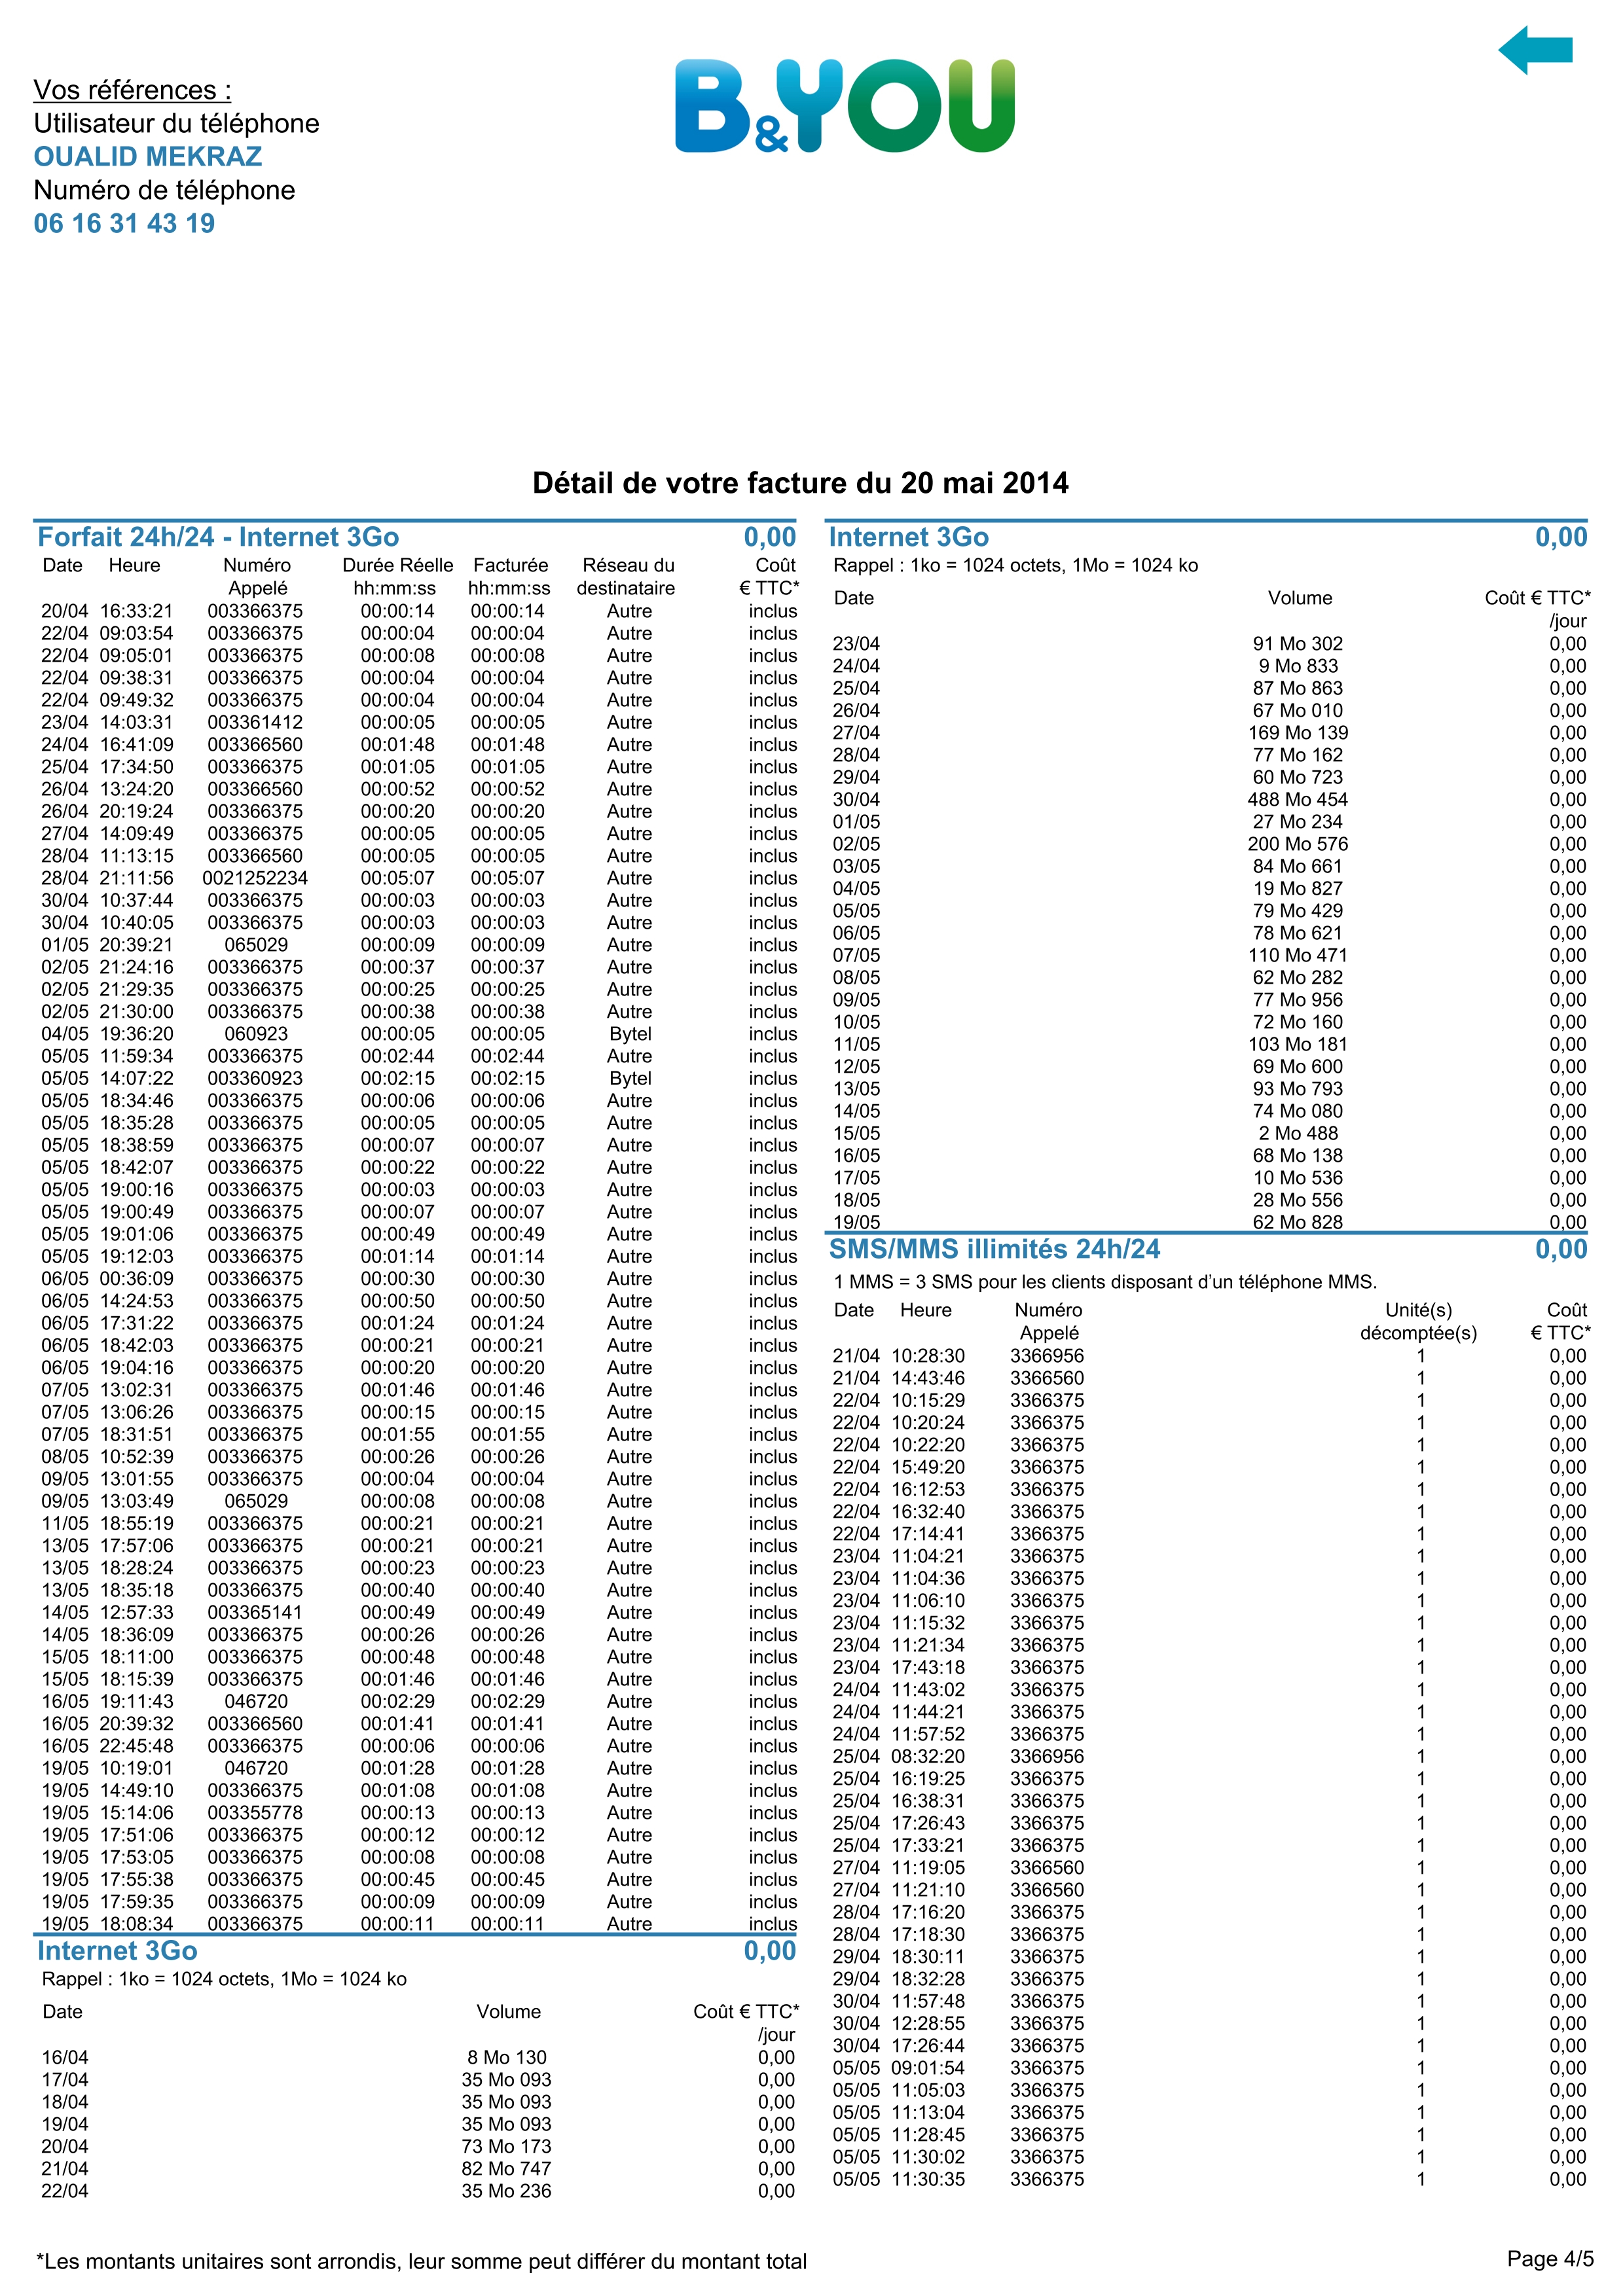 Vos références :
Utilisateur du téléphone
OUALID MEKRAZ
Numéro de téléphone
06 16 31 43 19
B&YOU
Détail de votre facture du 20 mai 2014
Forfait 24h/24 - Internet 3Go 0,00
Date Heure Numéro Durée Réelle Facturée Réseau du Coût
Appelé hh:mm:ss hh:mm:ss destinataire € TTC*
20/04 16:33:21 003366375 00:00:14 00:00:14 Autre inclus
22/04 09:03:54 003366375 00:00:04 00:00:04 Autre inclus
22/04 09:05:01 003366375 00:00:08 00:00:08 Autre inclus
22/04 09:38:31 003366375 00:00:04 00:00:04 Autre inclus
22/04 09:49:32 003366375 00:00:04 00:00:04 Autre inclus
23/04 14:03:31 003361412 00:00:05 00:00:05 Autre inclus
24/04 16:41:09 003366560 00:01:48 00:01:48 Autre inclus
25/04 17:34:50 003366375 00:01:05 00:01:05 Autre inclus
26/04 13:24:20 003366560 00:00:52 00:00:52 Autre inclus
26/04 20:19:24 003366375 00:00:20 00:00:20 Autre inclus
27/04 14:09:49 003366375 00:00:05 00:00:05 Autre inclus
28/04 11:13:15 003366560 00:00:05 00:00:05 Autre inclus
28/04 21:11:56 0021252234 00:05:07 00:05:07 Autre inclus
30/04 10:37:44 003366375 00:00:03 00:00:03 Autre inclus
30/04 10:40:05 003366375 00:00:03 00:00:03 Autre inclus
01/05 20:39:21 065029 00:00:09 00:00:09 Autre inclus
02/05 21:24:16 003366375 00:00:37 00:00:37 Autre inclus
02/05 21:29:35 003366375 00:00:25 00:00:25 Autre inclus
02/05 21:30:00 003366375 00:00:38 00:00:38 Autre inclus
04/05 19:36:20 060923 00:00:05 00:00:05 Bytel inclus
05/05 11:59:34 003366375 00:02:44 00:02:44 Autre inclus
05/05 14:07:22 003360923 00:02:15 00:02:15 Bytel inclus
05/05 18:34:46 003366375 00:00:06 00:00:06 Autre inclus
05/05 18:35:28 003366375 00:00:05 00:00:05 Autre inclus
05/05 18:38:59 003366375 00:00:07 00:00:07 Autre inclus
05/05 18:42:07 003366375 00:00:22 00:00:22 Autre inclus
05/05 19:00:16 003366375 00:00:03 00:00:03 Autre inclus
05/05 19:00:49 003366375 00:00:07 00:00:07 Autre inclus
05/05 19:01:06 003366375 00:00:49 00:00:49 Autre inclus
05/05 19:12:03 003366375 00:01:14 00:01:14 Autre inclus
06/05 00:36:09 003366375 00:00:30 00:00:30 Autre inclus
06/05 14:24:53 003366375 00:00:50 00:00:50 Autre inclus
06/05 17:31:22 003366375 00:01:24 00:01:24 Autre inclus
06/05 18:42:03 003366375 00:00:21 00:00:21 Autre inclus
06/05 19:04:16 003366375 00:00:20 00:00:20 Autre inclus
07/05 13:02:31 003366375 00:01:46 00:01:46 Autre inclus
07/05 13:06:26 003366375 00:00:15 00:00:15 Autre inclus
07/05 18:31:51 003366375 00:01:55 00:01:55 Autre inclus
08/05 10:52:39 003366375 00:00:26 00:00:26 Autre inclus
09/05 13:01:55 003366375 00:00:04 00:00:04 Autre inclus
09/05 13:03:49 065029 00:00:08 00:00:08 Autre inclus
11/05 18:55:19 003366375 00:00:21 00:00:21 Autre inclus
13/05 17:57:06 003366375 00:00:21 00:00:21 Autre inclus
13/05 18:28:24 003366375 00:00:23 00:00:23 Autre inclus
13/05 18:35:18 003366375 00:00:40 00:00:40 Autre inclus
14/05 12:57:33 003365141 00:00:49 00:00:49 Autre inclus
14/05 18:36:09 003366375 00:00:26 00:00:26 Autre inclus
15/05 18:11:00 003366375 00:00:48 00:00:48 Autre inclus
15/05 18:15:39 003366375 00:01:46 00:01:46 Autre inclus
16/05 19:11:43 046720 00:02:29 00:02:29 Autre inclus
16/05 20:39:32 003366560 00:01:41 00:01:41 Autre inclus
16/05 22:45:48 003366375 00:00:06 00:00:06 Autre inclus
19/05 10:19:01 046720 00:01:28 00:01:28 Autre inclus
19/05 14:49:10 003366375 00:01:08 00:01:08 Autre inclus
19/05 15:14:06 003355778 00:00:13 00:00:13 Autre inclus
19/05 17:51:06 003366375 00:00:12 00:00:12 Autre inclus
19/05 17:53:05 003366375 00:00:08 00:00:08 Autre inclus
19/05 17:55:38 003366375 00:00:45 00:00:45 Autre inclus
19/05 17:59:35 003366375 00:00:09 00:00:09 Autre inclus
19/05 18:08:34 003366375 00:00:11 00:00:11 Autre inclus
Internet 3Go 0,00
Rappel : 1ko = 1024 octets, 1Mo = 1024 ko
Date Volume Coût € TTC*
/jour
16/04 8 Mo 130 0,00
17/04 35 Mo 093 0,00
18/04 35 Mo 093 0,00
19/04 35 Mo 093 0,00
20/04 73 Mo 173 0,00
21/04 82 Mo 747 0,00
22/04 35 Mo 236 0,00
Internet 3Go 0,00
Rappel : 1ko = 1024 octets, 1Mo = 1024 ko
Date Volume Coût € TTC*
/jour
23/04 91 Mo 302 0,00
24/04 9 Mo 833 0,00
25/04 87 Mo 863 0,00
26/04 67 Mo 010 0,00
27/04 169 Mo 139 0,00
28/04 77 Mo 162 0,00
29/04 60 Mo 723 0,00
30/04 488 Mo 454 0,00
01/05 27 Mo 234 0,00
02/05 200 Mo 576 0,00
03/05 84 Mo 661 0,00
04/05 19 Mo 827 0,00
05/05 79 Mo 429 0,00
06/05 78 Mo 621 0,00
07/05 110 Mo 471 0,00
08/05 62 Mo 282 0,00
09/05 77 Mo 956 0,00
10/05 72 Mo 160 0,00
11/05 103 Mo 181 0,00
12/05 69 Mo 600 0,00
13/05 93 Mo 793 0,00
14/05 74 Mo 080 0,00
15/05 2 Mo 488 0,00
16/05 68 Mo 138 0,00
17/05 10 Mo 536 0,00
18/05 28 Mo 556 0,00
19/05 62 Mo 828 0,00
SMS/MMS illimités 24h/24 0,00
1 MMS = 3 SMS pour les clients disposant d'un téléphone MMS.
Date Heure Numéro Unité(s) Coût
Appelé décomptée(s) € TTC*
21/04 10:28:30 3366956 1 0,00
21/04 14:43:46 3366560 1 0,00
22/04 10:15:29 3366375 1 0,00
22/04 10:20:24 3366375 1 0,00
22/04 10:22:20 3366375 1 0,00
22/04 15:49:20 3366375 1 0,00
22/04 16:12:53 3366375 1 0,00
22/04 16:32:40 3366375 1 0,00
22/04 17:14:41 3366375 1 0,00
23/04 11:04:21 3366375 1 0,00
23/04 11:04:36 3366375 1 0,00
23/04 11:06:10 3366375 1 0,00
23/04 11:15:32 3366375 1 0,00
23/04 11:21:34 3366375 1 0,00
23/04 17:43:18 3366375 1 0,00
24/04 11:43:02 3366375 1 0,00
24/04 11:44:21 3366375 1 0,00
24/04 11:57:52 3366375 1 0,00
25/04 08:32:20 3366956 1 0,00
25/04 16:19:25 3366375 1 0,00
25/04 16:38:31 3366375 1 0,00
25/04 17:26:43 3366375 1 0,00
25/04 17:33:21 3366375 1 0,00
27/04 11:19:05 3366560 1 0,00
27/04 11:21:10 3366560 1 0,00
28/04 17:16:20 3366375 1 0,00
28/04 17:18:30 3366375 1 0,00
29/04 18:30:11 3366375 1 0,00
29/04 18:32:28 3366375 1 0,00
30/04 11:57:48 3366375 1 0,00
30/04 12:28:55 3366375 1 0,00
30/04 17:26:44 3366375 1 0,00
05/05 09:01:54 3366375 1 0,00
05/05 11:05:03 3366375 1 0,00
05/05 11:13:04 3366375 1 0,00
05/05 11:28:45 3366375 1 0,00
05/05 11:30:02 3366375 1 0,00
05/05 11:30:35 3366375 1 0,00
*Les montants unitaires sont arrondis, leur somme peut différer du montant total
Page 4/5